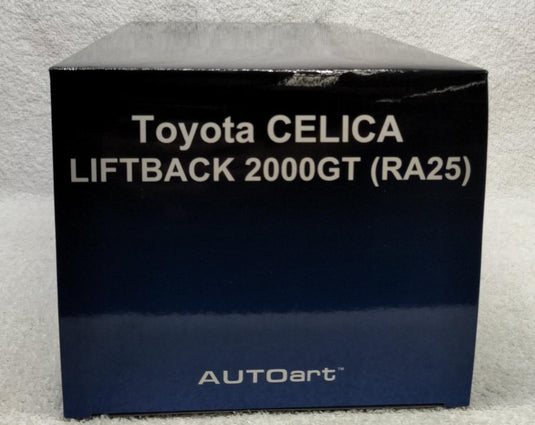 Toyota CELICA
LIFTBACK 2000GT (RA25)
AUTOart™